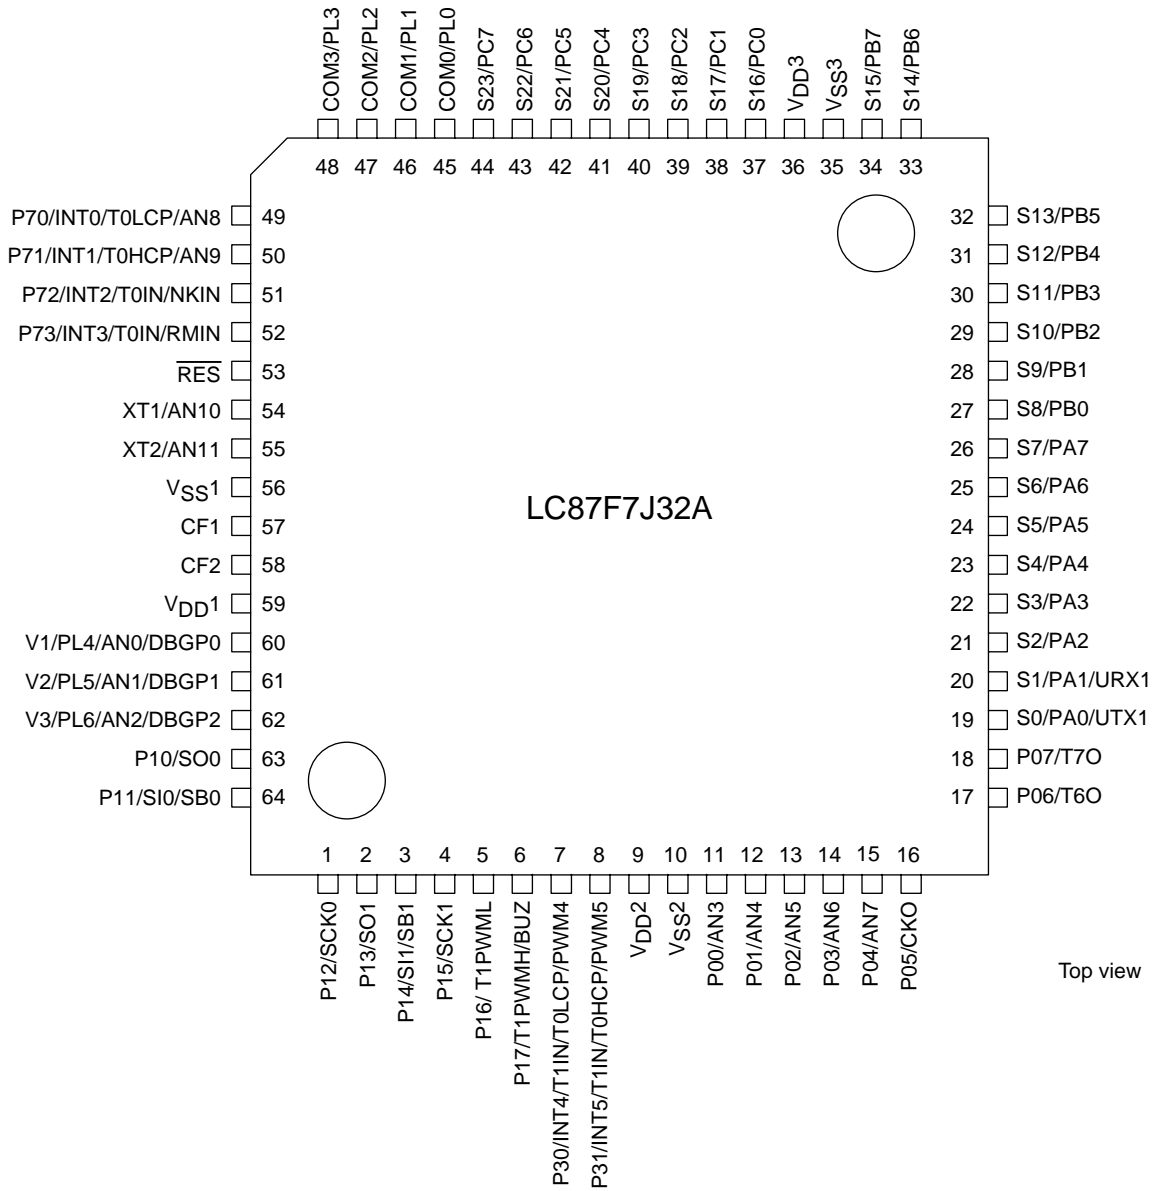 COM3/PL3
COM2/PL2
COM1/PL1
COM0/PL0
S23/PC7
S22/PC6
S21/PC5
S20/PC4
S19/PC3
S18/PC2
S17/PC1
S16/PC0
VDD3
VSS3
S15/PB7
S14/PB6
48 47 46 45 44 43 42 41 40 39 38 37 36 35 34 33
P70/INT0/T0LCP/AN8 49
P71/INT1/T0HCP/AN9 50
P72/INT2/T0IN/NKIN 51
P73/INT3/T0IN/RMIN 52
RES 53
XT1/AN10 54
XT2/AN11 55
VSS1 56
CF1 57
CF2 58
VDD1 59
V1/PL4/AN0/DBGP0 60
V2/PL5/AN1/DBGP1 61
V3/PL6/AN2/DBGP2 62
P10/SO0 63
P11/SI0/SB0 64
LC87F7J32A
32 S13/PB5
31 S12/PB4
30 S11/PB3
29 S10/PB2
28 S9/PB1
27 S8/PB0
26 S7/PA7
25 S6/PA6
24 S5/PA5
23 S4/PA4
22 S3/PA3
21 S2/PA2
20 S1/PA1/URX1
19 S0/PA0/UTX1
18 P07/T7O
17 P06/T6O
1 2 3 4 5 6 7 8 9 10 11 12 13 14 15 16
P12/SCK0
P13/SO1
P14/SI1/SB1
P15/SCK1
P16/ T1PWML
P17/T1PWMH/BUZ
P30/INT4/T1IN/T0LCP/PWM4
P31/INT5/T1IN/T0HCP/PWM5
VDD2
VSS2
P00/AN3
P01/AN4
P02/AN5
P03/AN6
P04/AN7
P05/CKO
Top view